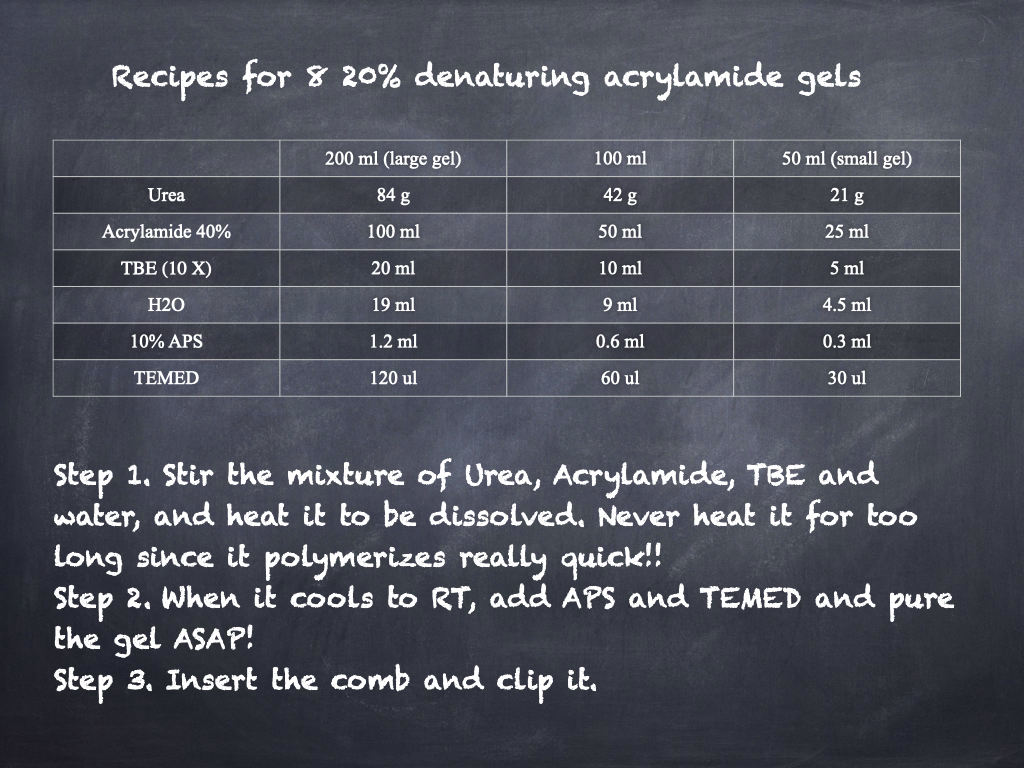 Recipes for 8 20% denaturing acrylamide gels
200 ml (large gel) 100 ml 50 ml (small gel)
Urea 84 g 42 g 21 g
Acrylamide 40% 100 ml 50 ml 25 ml
TBE (10 X) 20 ml 10 ml 5 ml
H2O 19 ml 9 ml 4.5 ml
10% APS 1.2 ml 0.6 ml 0.3 ml
TEMED 120 ul 60 ul 30 ul
Step 1. Stir the mixture of Urea, Acrylamide, TBE and
water, and heat it to be dissolved. Never heat it for too
long since it polymerizes really quick!!
Step 2. When it cools to RT, add APS and TEMED and pure
the gel ASAP!
Step 3. Insert the comb and clip it.